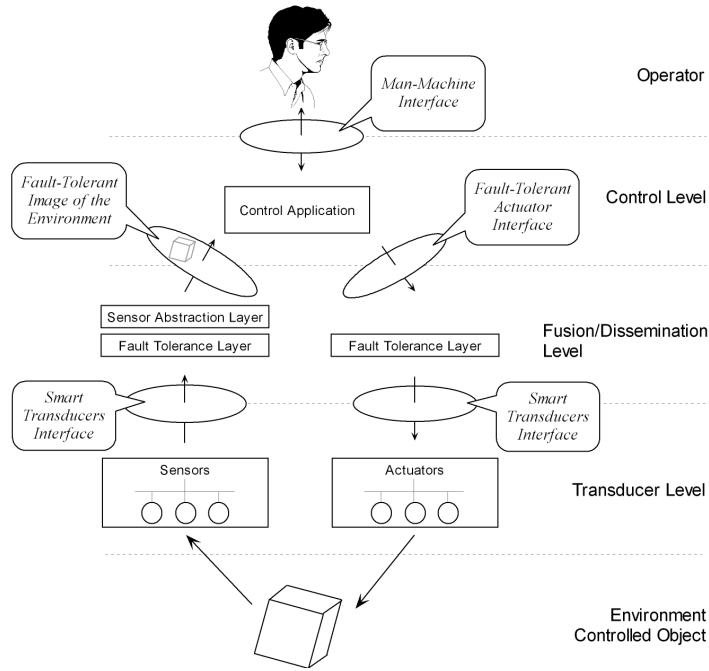 Operator
Man-Machine
Interface
Fault-Tolerant
Image of the
Environment
Control Application
Fault-Tolerant
Actuator
Interface
Control Level
Sensor Abstraction Layer
Fault Tolerance Layer
Fault Tolerance Layer
Fusion/Dissemination
Level
Smart
Transducers
Interface
Smart
Transducers
Interface
Sensors
Actuators
Transducer Level
Environment
Controlled Object